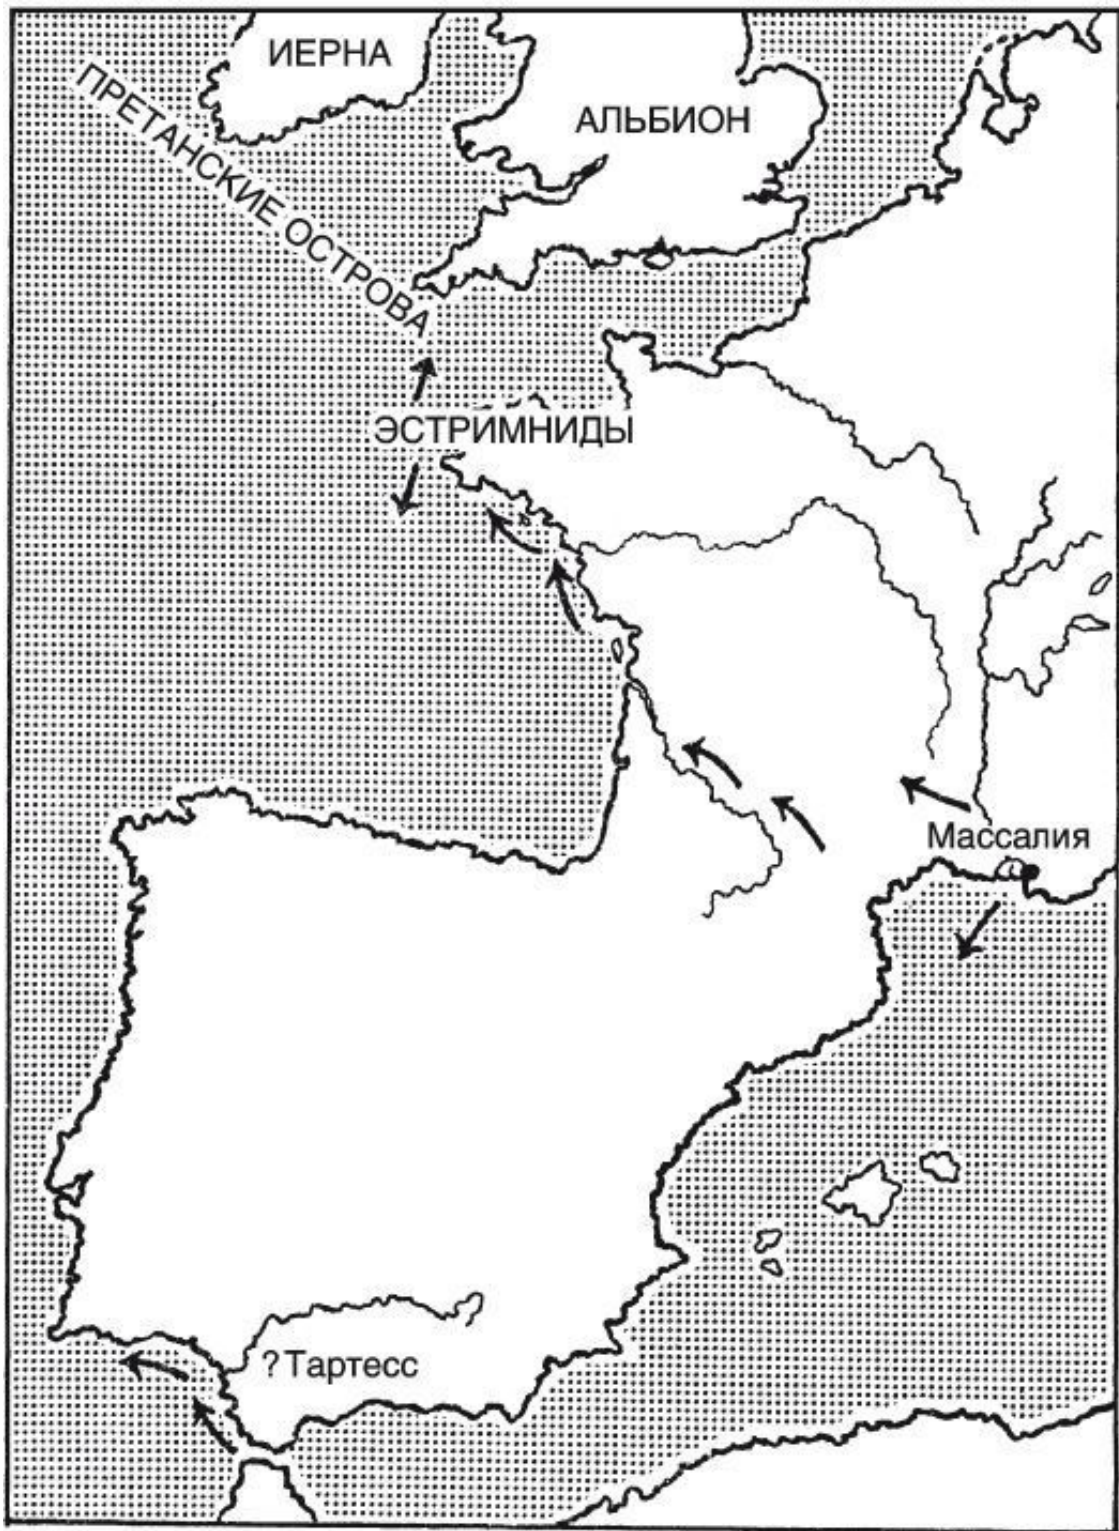 ИЕРНА
АЛЬБИОН
ПРЕТАНСКИЕ ОСТРОВА
ЭСТРИМНИДЫ
Массалия
? Тартесс